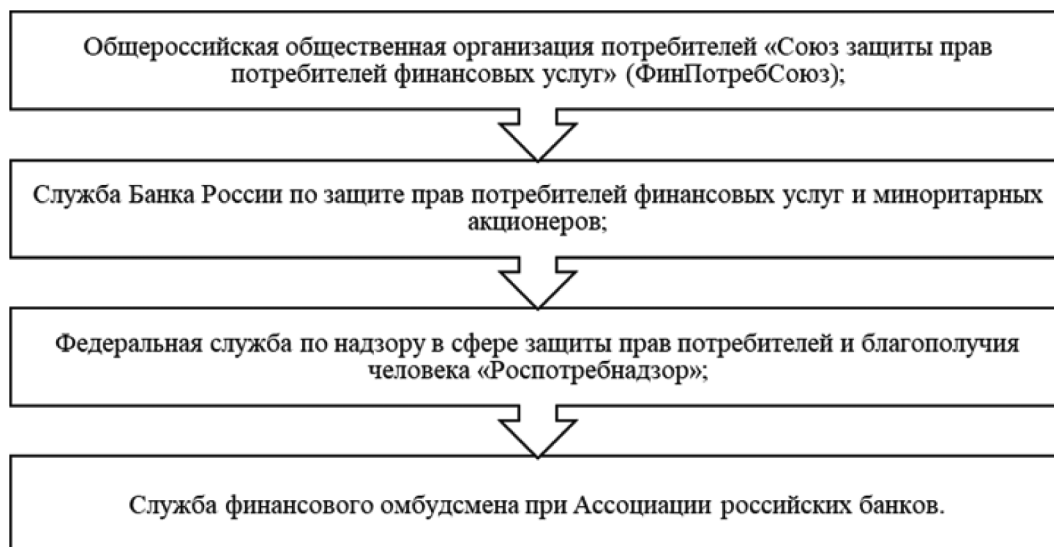 Общероссийская общественная организация потребителей «Союз защиты прав
потребителей финансовых услуг» (ФинПотребСоюз);
Служба Банка России по защите прав потребителей финансовых услуг и миноритарных
акционеров;
Федеральная служба по надзору в сфере защиты прав потребителей и благополучия
человека «Роспотребнадзор»;
Служба финансового омбудсмена при Ассоциации российских банков.